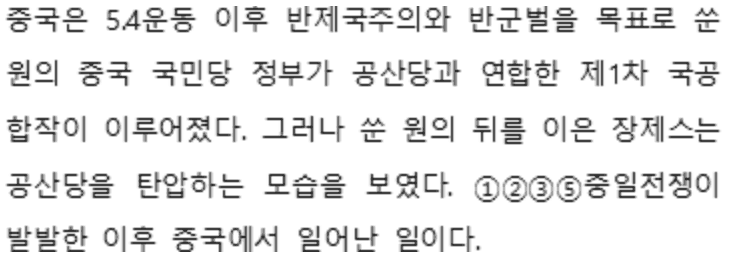 중국은 5.4운동 이후 반제국주의와 반군벌을 목표로 쑨
원의 중국 국민당 정부가 공산당과 연합한 제1차 국공
합작이 이루어졌다. 그러나 쑨 원의 뒤를 이은 장제스는
공산당을 탄압하는 모습을 보였다. ①②③⑤중일전쟁이
발발한 이후 중국에서 일어난 일이다.